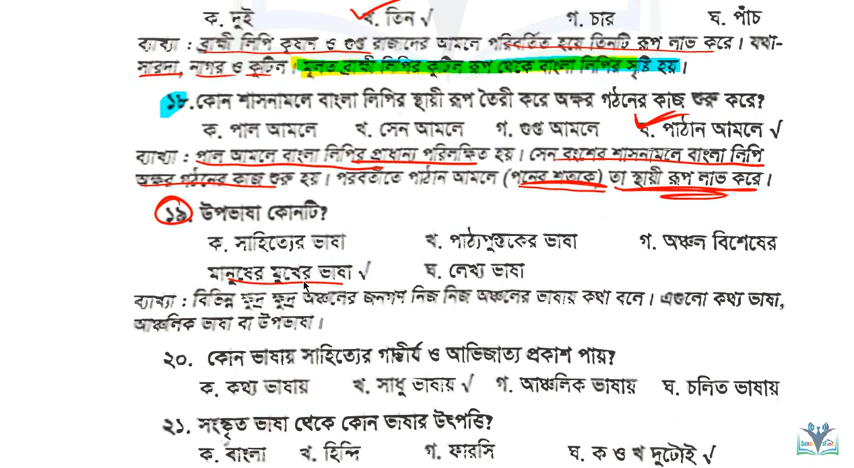 ক. দুই খ. তিন √ গ. চার ঘ. পাঁচ
ব্যাখ্যা : ব্রাহ্মী লিপি কুষান ও গুপ্ত রাজাদের আমলে পরিবর্তিত হয়ে তিনটি রূপ লাভ করে। যথা-
সারদা, নাগর ও কুটিল। মূলত ব্রাহ্মী লিপির কুটিল রূপ থেকে বাংলা লিপির সৃষ্টি হয়।
১৮.কোন শাসনামলে বাংলা লিপির স্থায়ী রূপ তৈরী করে অক্ষর গঠনের কাজ শুরু করে?
ক. পাল আমলে খ. সেন আমলে গ. গুপ্ত আমলে ঘ. পাঠান আমলে √
ব্যাখ্যা : পাল আমলে বাংলা লিপির প্রাধান্য পরিলক্ষিত হয়। সেন বংশের শাসনামলে বাংলা লিপি
অক্ষর গঠনের কাজ শুরু হয়। পরবর্তীতে পাঠান আমলে (পনের শতকে) তা স্থায়ী রূপ লাভ করে।
১৯. উপভাষা কোনটি?
ক. সাহিত্যের ভাষা খ. পাঠ্যপুস্তকের ভাষা গ. অঞ্চল বিশেষের
মানুষের মুখের ভাষা √ ঘ. লেখ্য ভাষা
ব্যাখ্যা : বিভিন্ন ক্ষুদ্র ক্ষুদ্র অঞ্চলের জনগণ নিজ নিজ অঞ্চলের ভাষায় কথা বলে। এগুলো কথ্য ভাষা,
আঞ্চলিক ভাষা বা উপভাষা।
২০. কোন ভাষায় সাহিত্যের গাম্ভীর্য ও আভিজাত্য প্রকাশ পায়?
ক. কথ্য ভাষায় খ. সাধু ভাষায় √ গ. আঞ্চলিক ভাষায় ঘ. চলিত ভাষায়
২১. সংস্কৃত ভাষা থেকে কোন ভাষার উৎপত্তি?
ক. বাংলা খ. হিন্দি গ. ফারসি ঘ. ক ও খ দুটোই √